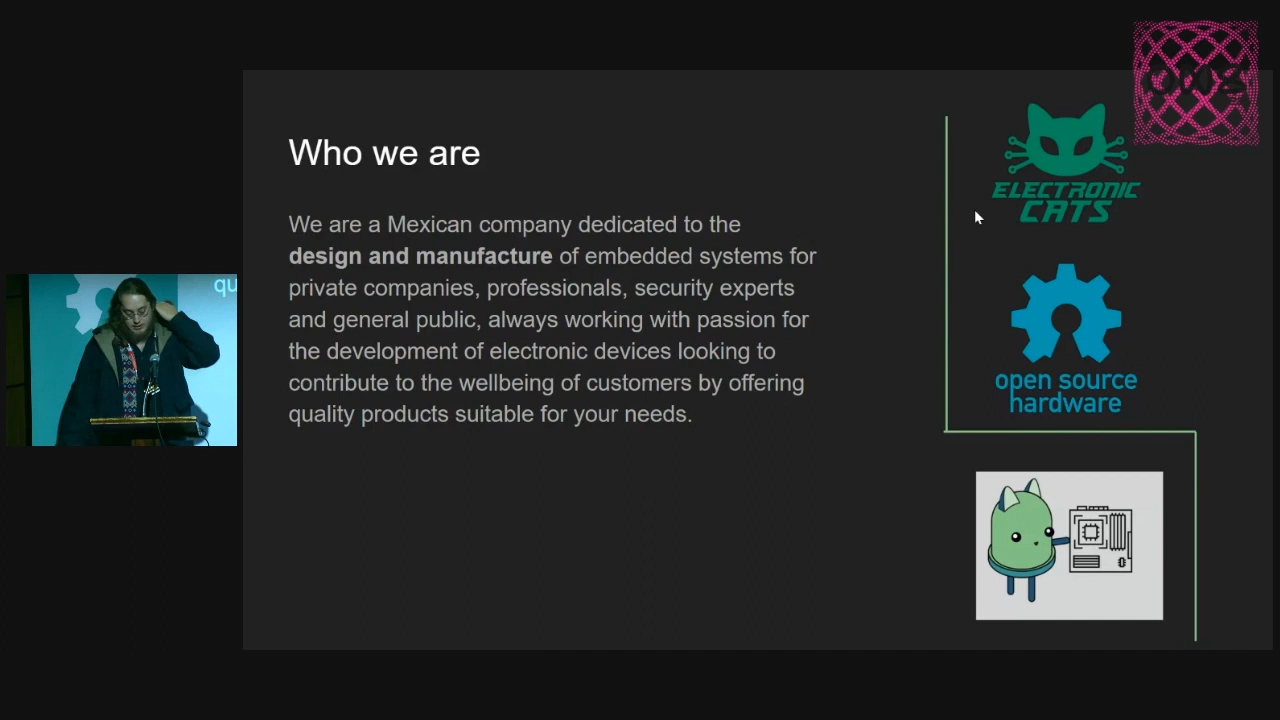 Who we are
We are a Mexican company dedicated to the
design and manufacture of embedded systems for
private companies, professionals, security experts
and general public, always working with passion for
the development of electronic devices looking to
contribute to the wellbeing of customers by offering
quality products suitable for your needs.
ELECTRONIC
CATS
open source
hardware
qu